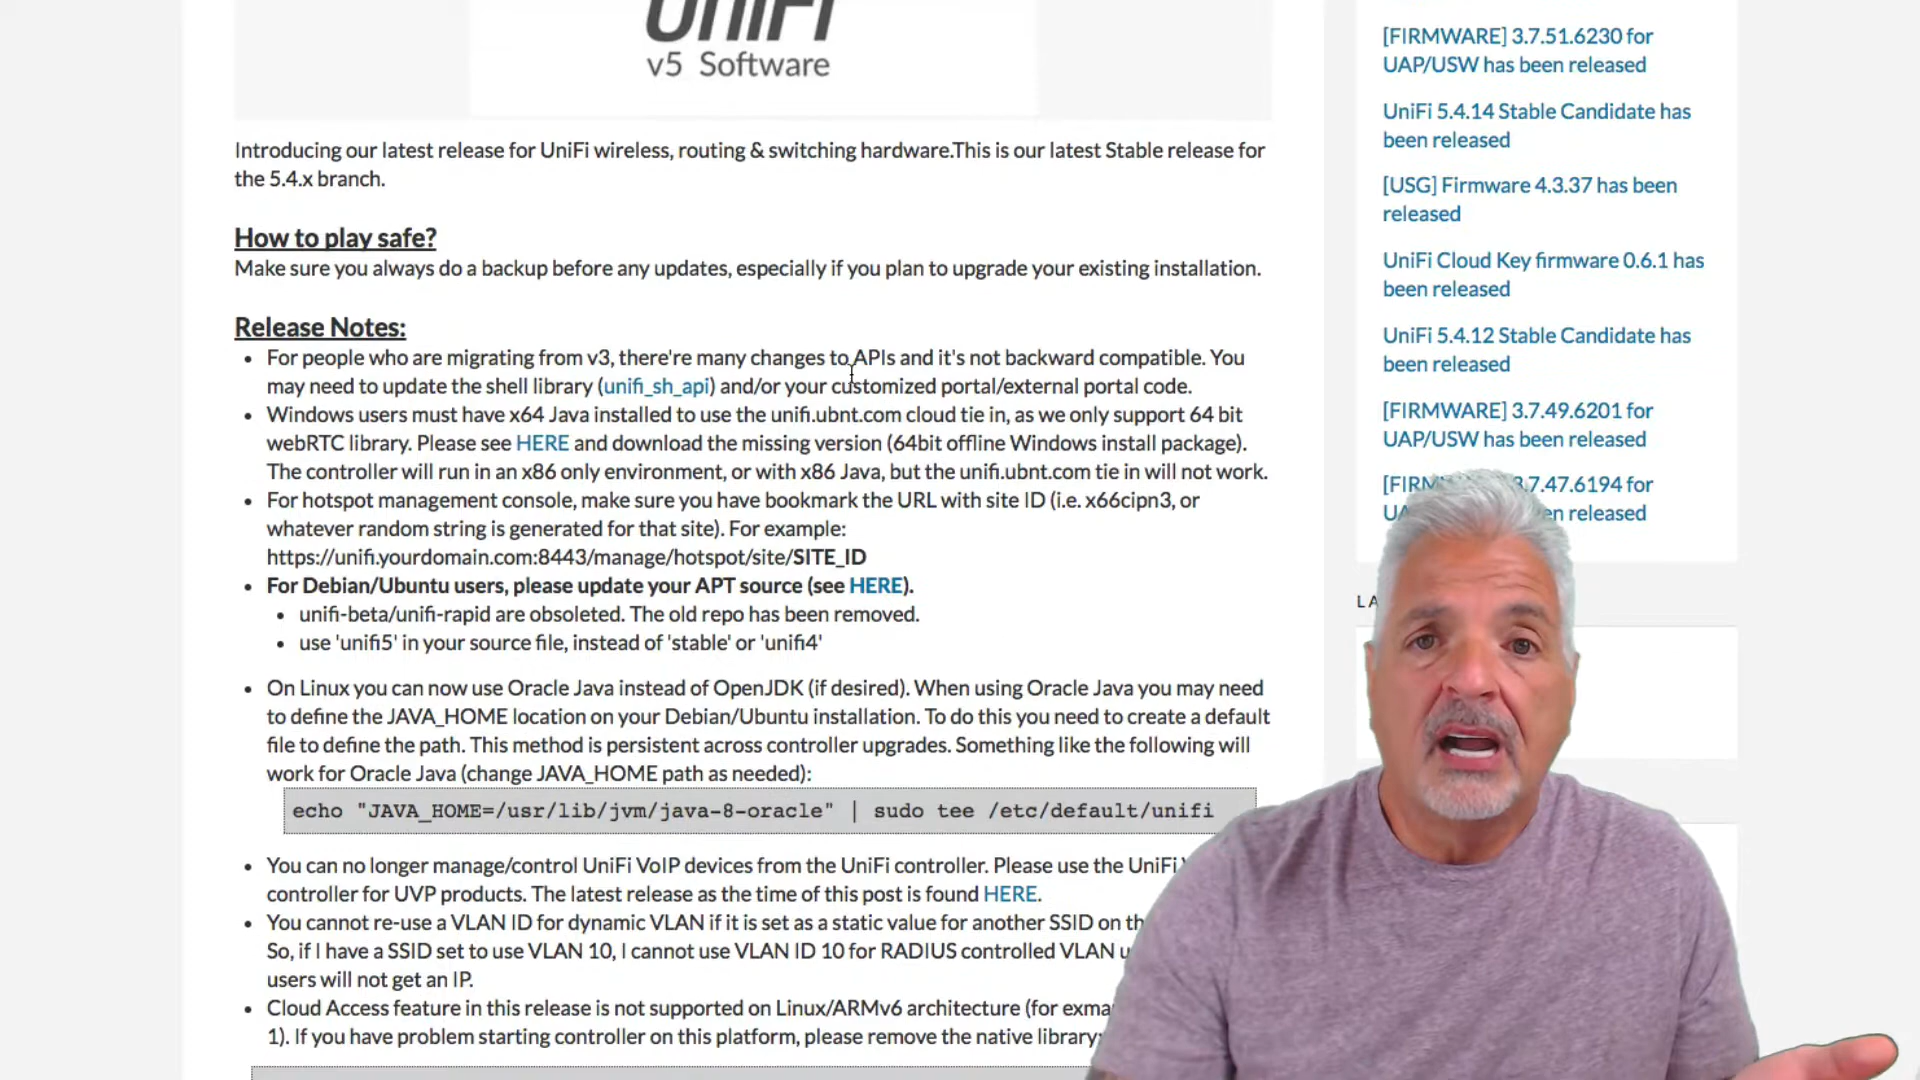 UniFi
v5 Software
Introducing our latest release for UniFi wireless, routing & switching hardware.This is our latest Stable release for
the 5.4.x branch.
How to play safe?
Make sure you always do a backup before any updates, especially if you plan to upgrade your existing installation.
Release Notes:
• For people who are migrating from v3, there're many changes to APIs and it's not backward compatible. You
may need to update the shell library (unifi_sh_api) and/or your customized portal/external portal code.
• Windows users must have x64 Java installed to use the unifi.ubnt.com cloud tie in, as we only support 64 bit
webRTC library. Please see HERE and download the missing version (64bit offline Windows install package).
The controller will run in an x86 only environment, or with x86 Java, but the unifi.ubnt.com tie in will not work.
• For hotspot management console, make sure you have bookmark the URL with site ID (i.e. x66cipn3, or
whatever random string is generated for that site). For example:
https://unifi.yourdomain.com:8443/manage/hotspot/site/SITE_ID
• For Debian/Ubuntu users, please update your APT source (see HERE).
• unifi-beta/unifi-rapid are obsoleted. The old repo has been removed.
• use 'unifi5' in your source file, instead of 'stable' or 'unifi4'
• On Linux you can now use Oracle Java instead of OpenJDK (if desired). When using Oracle Java you may need
to define the JAVA_HOME location on your Debian/Ubuntu installation. To do this you need to create a default
file to define the path. This method is persistent across controller upgrades. Something like the following will
work for Oracle Java (change JAVA_HOME path as needed):
echo "JAVA_HOME=/usr/lib/jvm/java-8-oracle" | sudo tee /etc/default/unifi
• You can no longer manage/control UniFi VoIP devices from the UniFi controller. Please use the UniFi
controller for UVP products. The latest release as the time of this post is found HERE.
• You cannot re-use a VLAN ID for dynamic VLAN if it is set as a static value for another SSID on
So, if I have a SSID set to use VLAN 10, I cannot use VLAN ID 10 for RADIUS controlled VLAN
users will not get an IP.
• Cloud Access feature in this release is not supported on Linux/ARMv6 architecture (for
1). If you have problem starting controller on this platform, please remove the native library
[FIRMWARE] 3.7.51.6230 for
UAP/USW has been released
UniFi 5.4.14 Stable Candidate has
been released
[USG] Firmware 4.3.37 has been
released
UniFi Cloud Key firmware 0.6.1 has
been released
UniFi 5.4.12 Stable Candidate has
been released
[FIRMWARE] 3.7.49.6201 for
UAP/USW has been released
3.7.47.6194 for
released